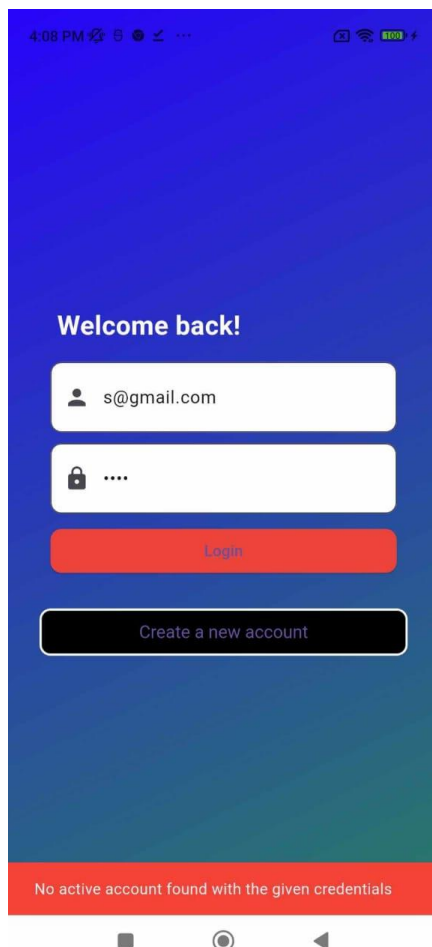 4:08 PM
100
Welcome back!
s@gmail.com
••••
Login
Create a new account
No active account found with the given credentials